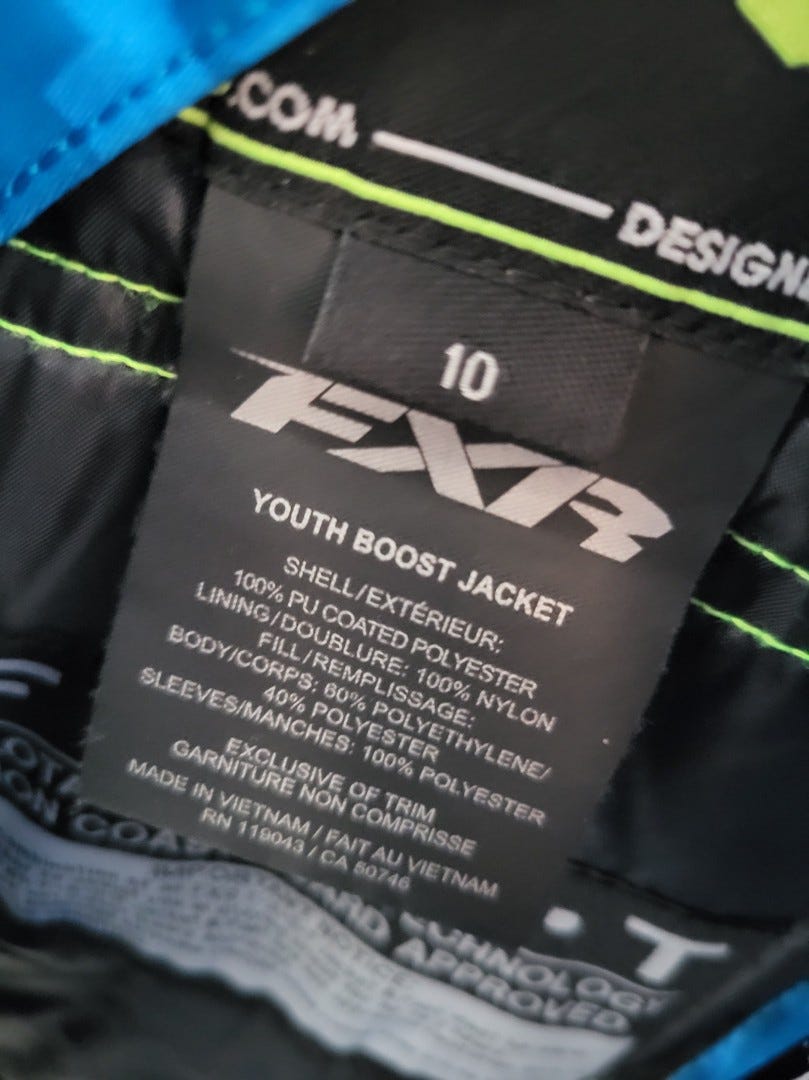 .COM
DESIGN
10
FXR
YOUTH BOOST JACKET
SHELL/EXTÉRIEUR:
100% PU COATED POLYESTER
LINING/DOUBLURE: 100% NYLON
FILL/REMPLISSAGE:
BODY/CORPS: 60% POLYETHYLENE/
40% POLYESTER
SLEEVES/MANCHES: 100% POLYESTER
EXCLUSIVE OF TRIM
GARNITURE NON COMPRISSE
MADE IN VIETNAM / FAIT AU VIETNAM
RN 119043 / CA 50746
APPROVED